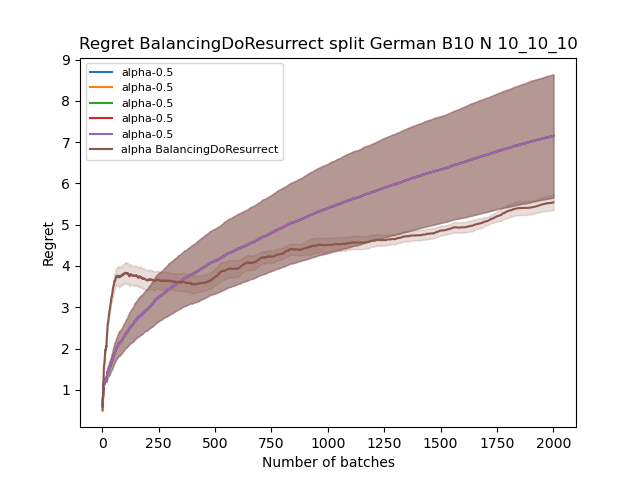 Regret BalancingDoResurrect split German B10 N 10_10_10
9
8
7
6
5
4
3
2
1
Regret
alpha-0.5
alpha-0.5
alpha-0.5
alpha-0.5
alpha-0.5
alpha BalancingDoResurrect
0 250 500 750 1000 1250 1500 1750 2000
Number of batches